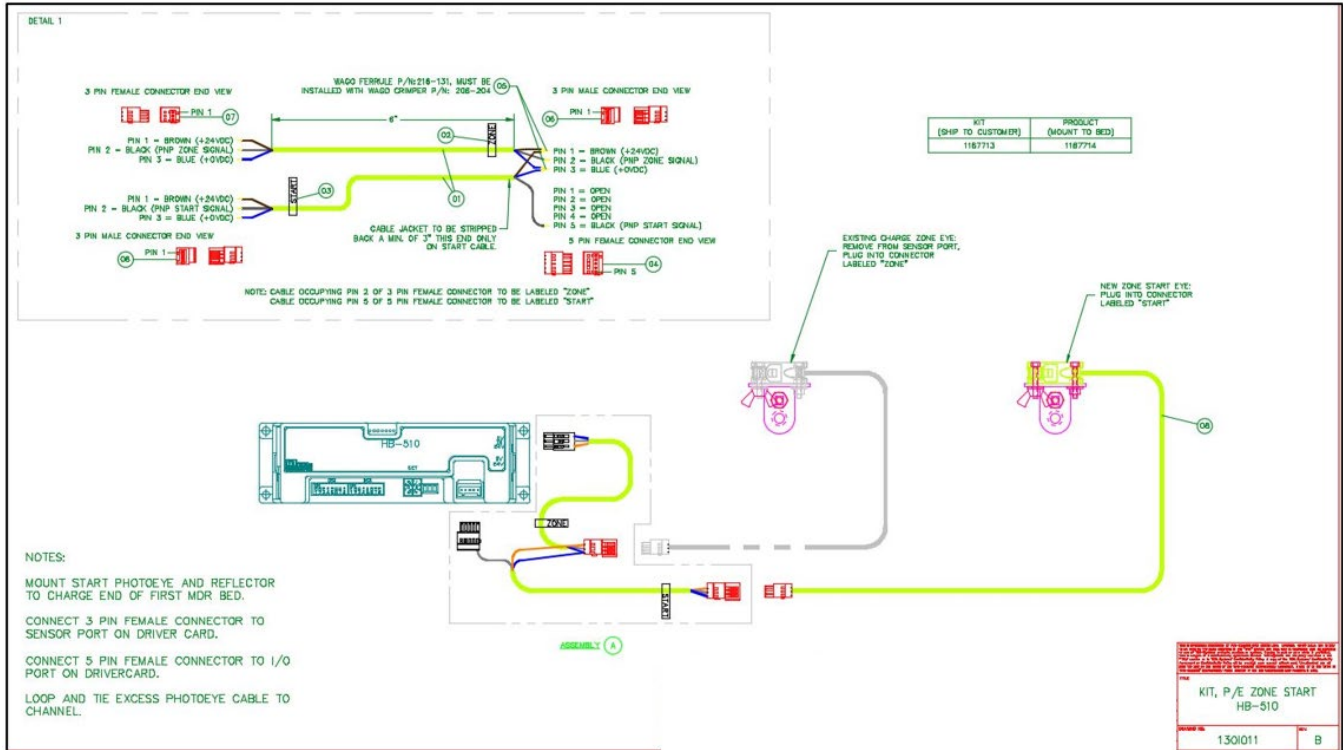 DETAIL 1
WAGO FERRULE P/N:216-131, MUST BE
INSTALLED WITH WAGO CRIMPER P/N: 206-204
05
3 PIN FEMALE CONNECTOR END VIEW
PIN 1
07
6"
02
ZONE
3 PIN MALE CONNECTOR END VIEW
06
PIN 1
PIN 1 = BROWN (+24VDC)
PIN 2 = BLACK (PNP ZONE SIGNAL)
PIN 3 = BLUE (+0VDC)
PIN 1 = BROWN (+24VDC)
PIN 2 = BLACK (PNP ZONE SIGNAL)
PIN 3 = BLUE (+0VDC)
PIN 1 = BROWN (+24VDC)
PIN 2 = BLACK (PNP START SIGNAL)
PIN 3 = BLUE (+0VDC)
START
03
01
PIN 1 = OPEN
PIN 2 = OPEN
PIN 3 = OPEN
PIN 4 = OPEN
PIN 5 = BLACK (PNP START SIGNAL)
CABLE JACKET TO BE STRIPPED
BACK A MIN. OF 3" THIS END ONLY
ON START CABLE.
3 PIN MALE CONNECTOR END VIEW
PIN 1
5 PIN FEMALE CONNECTOR END VIEW
04
PIN 5
NOTE: CABLE OCCUPYING PIN 2 OF 3 PIN FEMALE CONNECTOR TO BE LABELED "ZONE"
CABLE OCCUPYING PIN 5 OF 5 PIN FEMALE CONNECTOR TO BE LABELED "START"
KIT
(SHIP TO CUSTOMER)
PRODUCT
(MOUNT TO BED)
1187713
1187714
EXISTING CHARGE ZONE EYE:
REMOVE FROM SENSOR PORT,
PLUG INTO CONNECTOR
LABELED "ZONE"
NEW ZONE START EYE:
PLUG INTO CONNECTOR
LABELED "START"
HB-510
ZONE
START
ASSEMBLY A
NOTES:
MOUNT START PHOTOEYE AND REFLECTOR
TO CHARGE END OF FIRST MDR BED.
CONNECT 3 PIN FEMALE CONNECTOR TO
SENSOR PORT ON DRIVER CARD.
CONNECT 5 PIN FEMALE CONNECTOR TO I/O
PORT ON DRIVERCARD.
LOOP AND TIE EXCESS PHOTOEYE CABLE TO
CHANNEL.
KIT, P/E ZONE START
HB-510
1301011
B